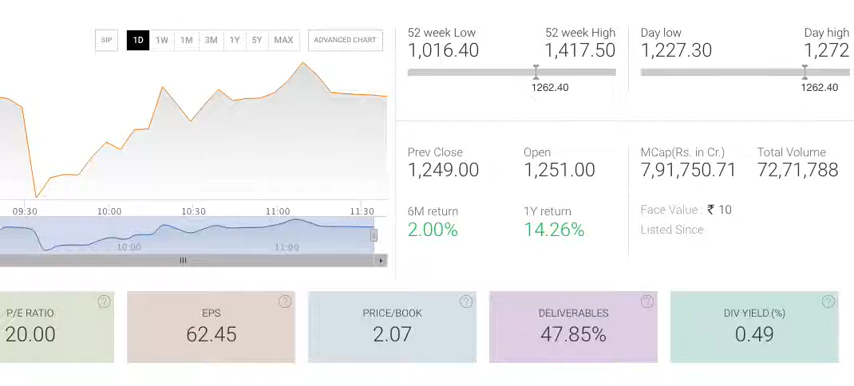 52 week Low 52 week High Day low Day high
SIP 1D 1W 1M 3M 1Y 5Y MAX ADVANCED CHART
1,016.40 1,417.50 1,227.30 1,272
1262.40 1262.40
Prev Close Open MCap(Rs. in Cr.) Total Volume
1,249.00 1,251.00 7,91,750.71 72,71,788
09:30 10:00 10:30 11:00 11:30
6M return 1Y return Face Value : ₹ 10
2.00% 14.26% Listed Since
10:00 11:00
P/E RATIO EPS PRICE/BOOK DELIVERABLES DIV YIELD.(%)
20.00 62.45 2.07 47.85% 0.49